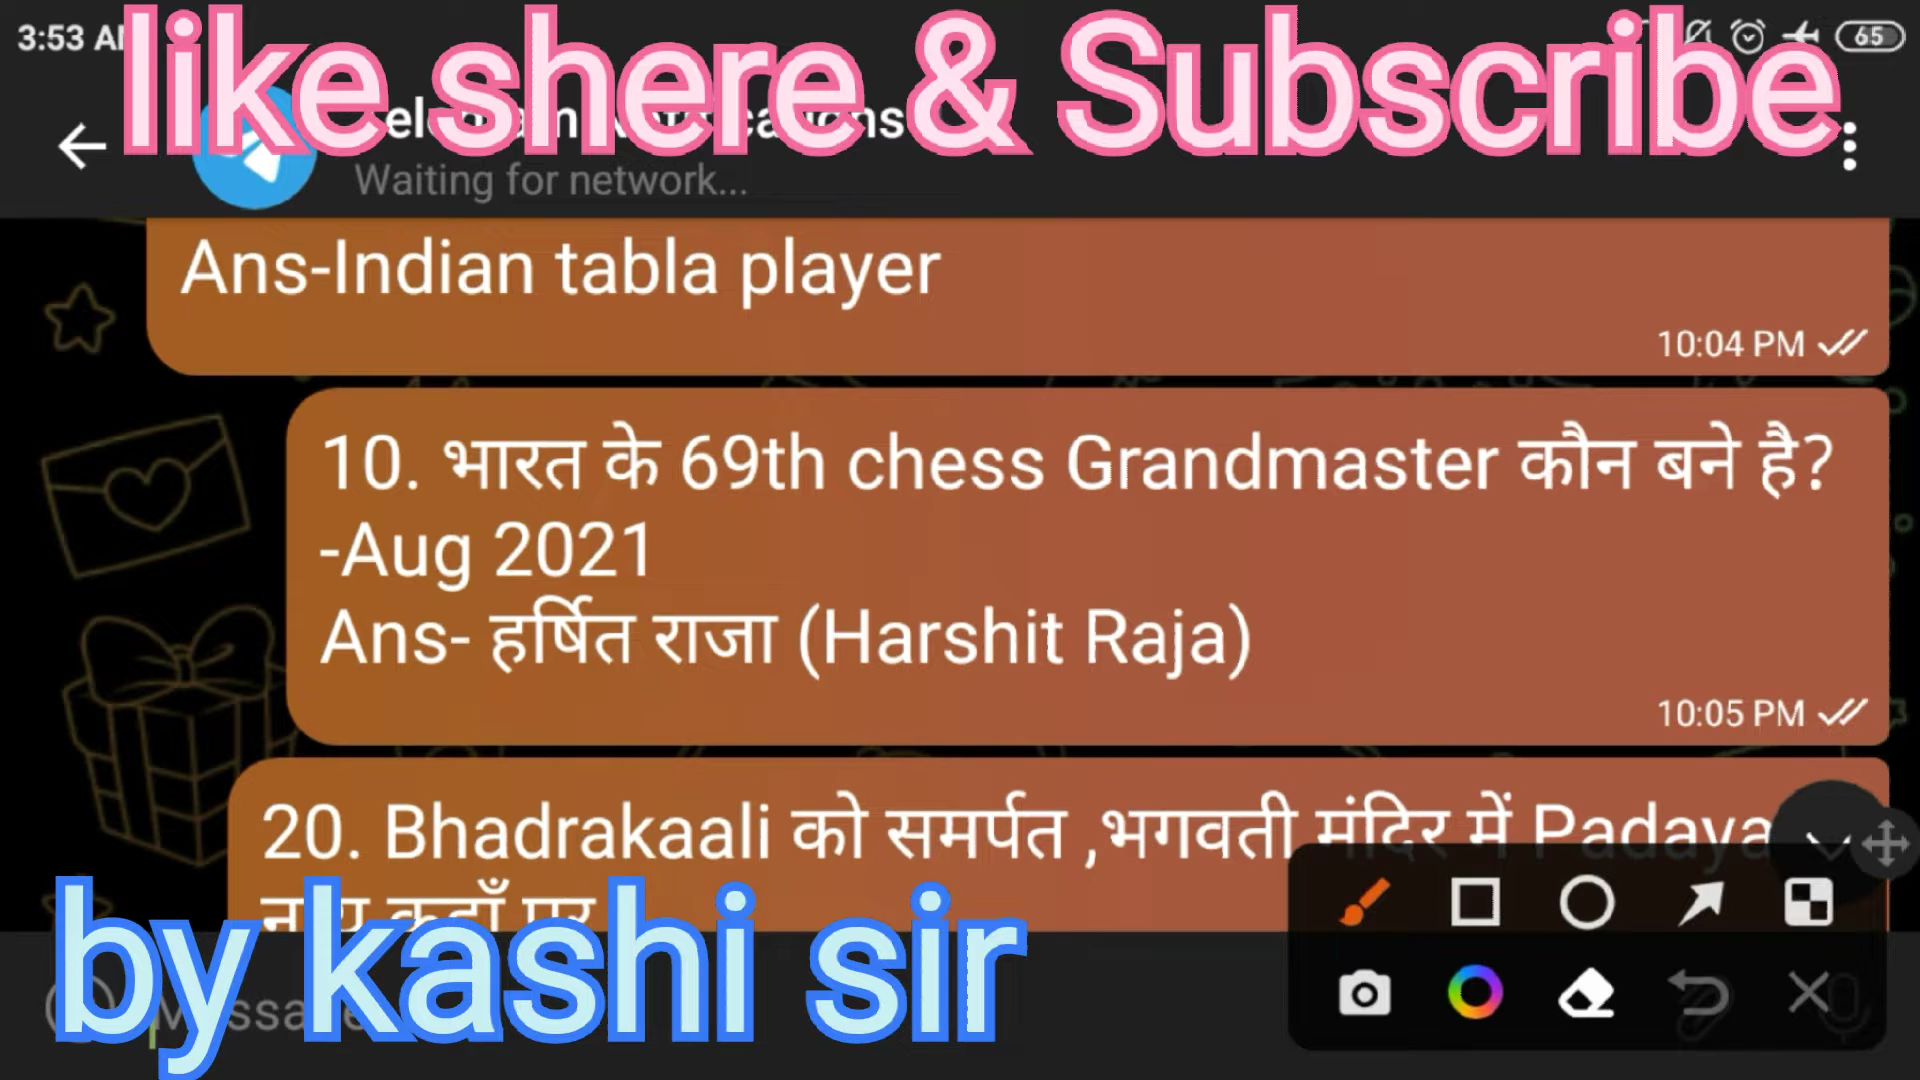 3:53
like shere & Subscribe
65
Waiting for network...
Ans-Indian tabla player
10:04 PM
10. भारत के 69th chess Grandmaster कौन बने है?
-Aug 2021
Ans- हर्षित राजा (Harshit Raja)
10:05 PM
20. Bhadrakaali को समर्पत ,भगवती मंदिर में Padaya
by kashi sir